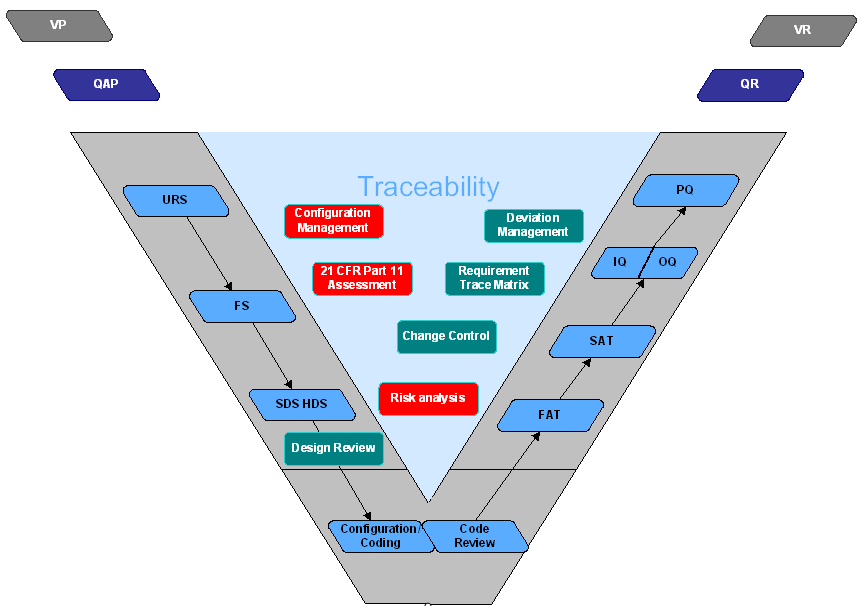 VP
VR
QAP
QR
Traceability
URS
PQ
Configuration
Management
Deviation
Management
IQ
OQ
21 CFR Part 11
Assessment
Requirement
Trace Matrix
FS
Change Control
SAT
Risk analysis
SDS HDS
FAT
Design Review
Configuration/
Coding
Code
Review